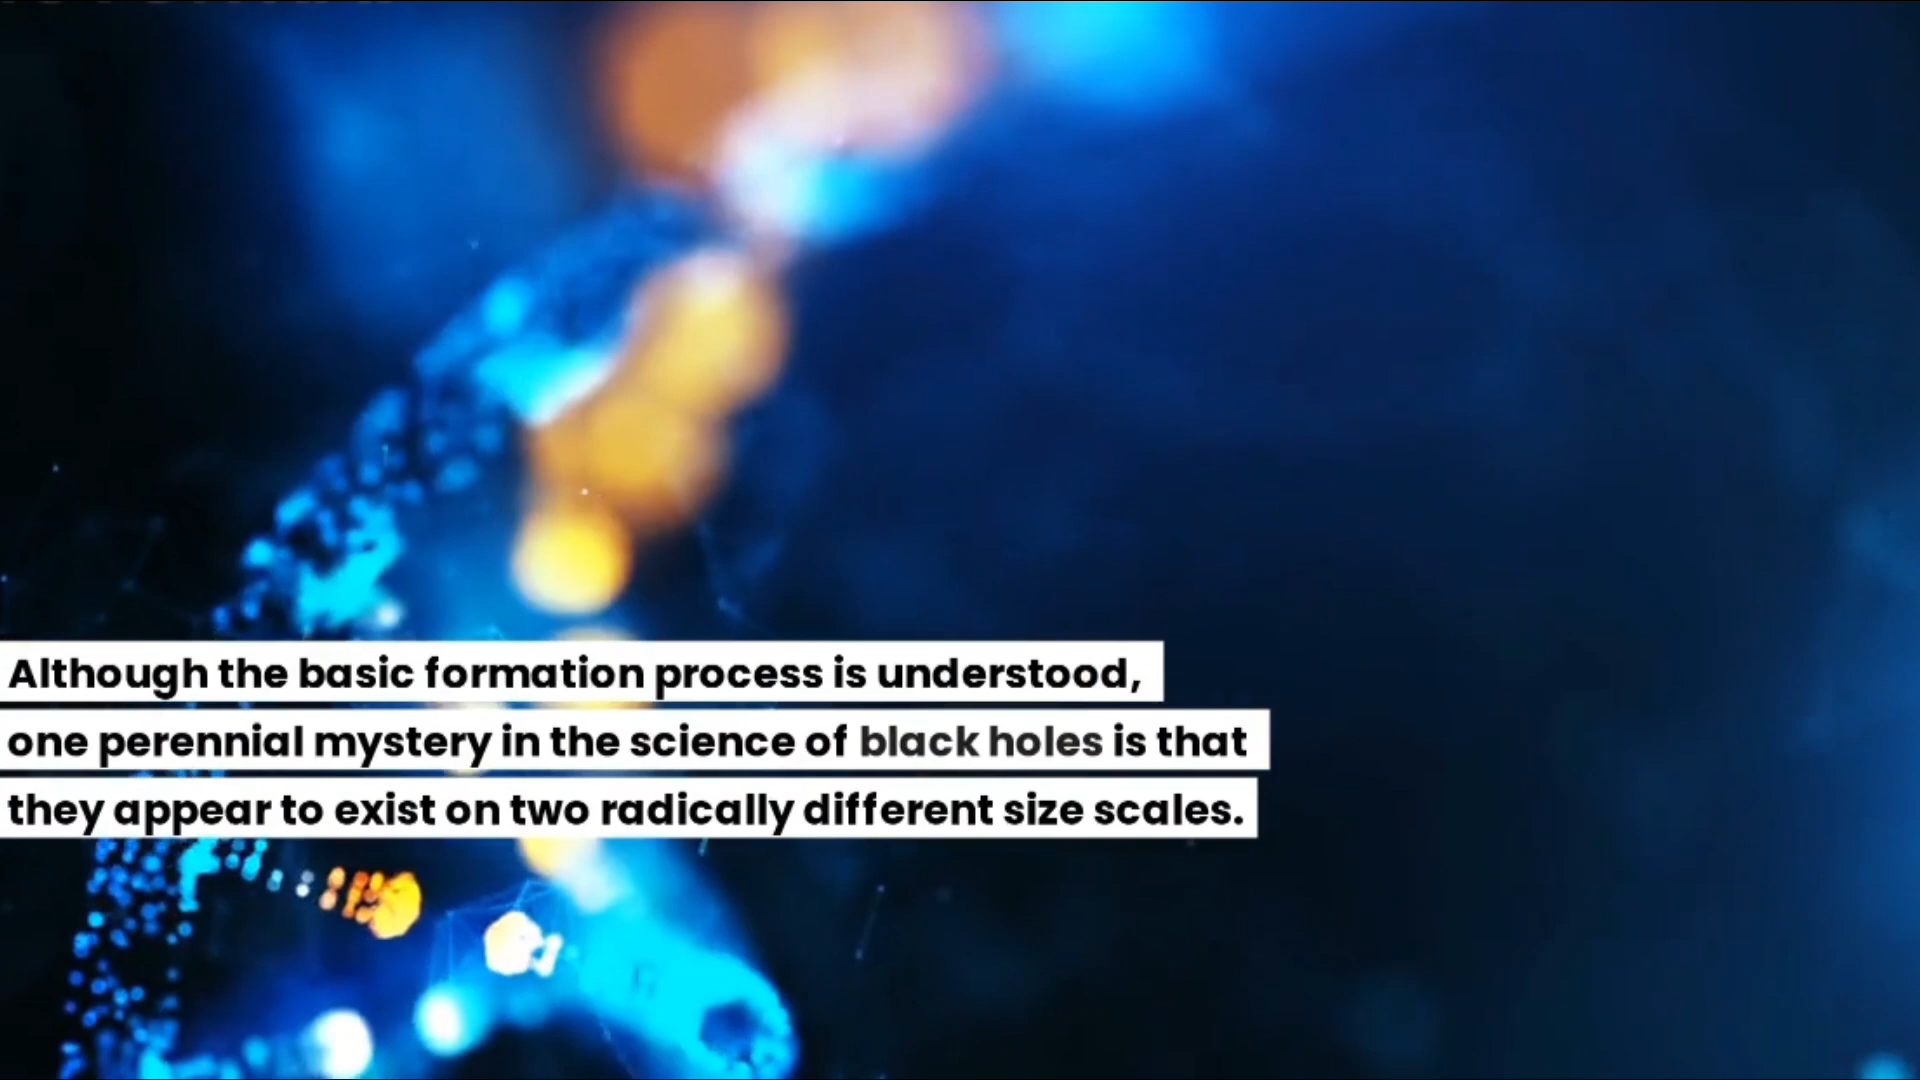 Although the basic formation process is understood,
one perennial mystery in the science of black holes is that
they appear to exist on two radically different size scales.